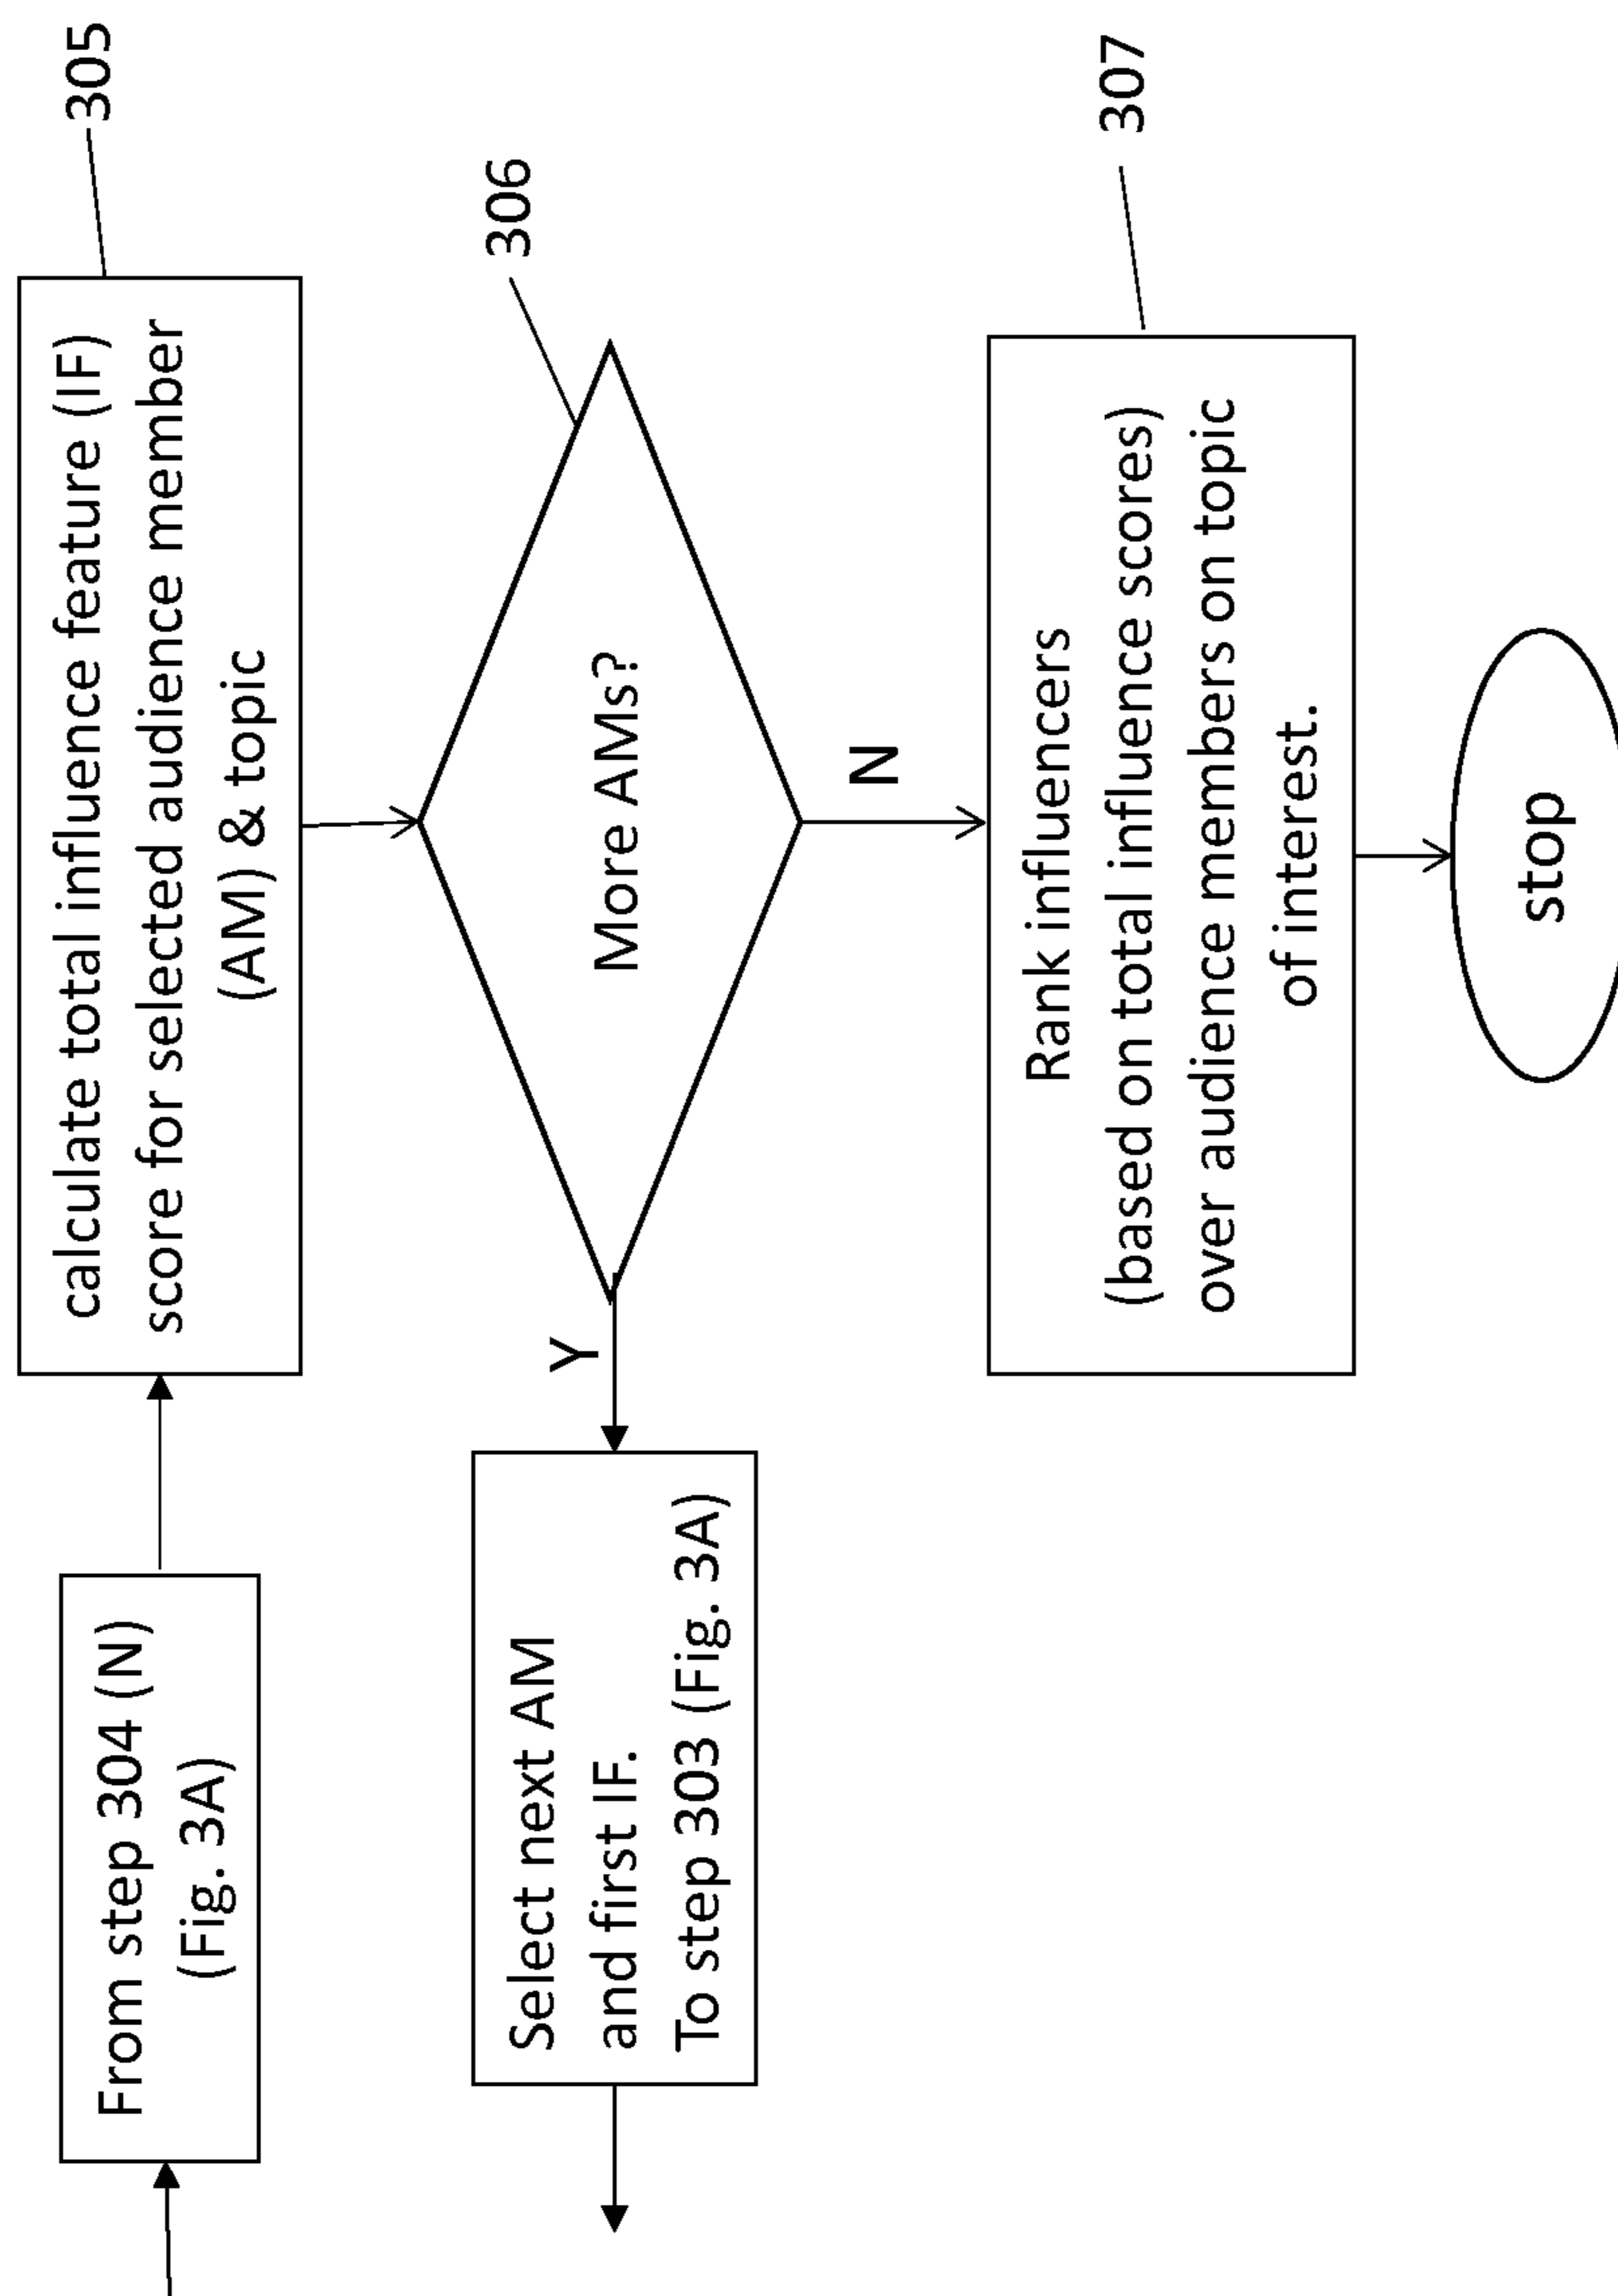 From step 304 (N)
(Fig. 3A)
calculate total influence feature (IF)
score for selected audience member
(AM) & topic
305
306
More AMs?
Y
Select next AM
and first IF.
To step 303 (Fig. 3A)
N
307
Rank influencers
(based on total influence scores)
over audience members on topic
of interest.
stop